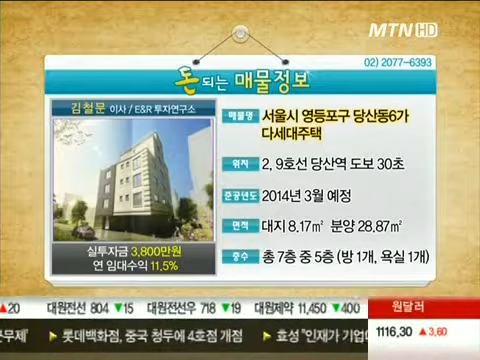 MTN HD
02) 2077-6393
돈 되는 매물정보
김철문 이사 / E&R 투자연구소
실투자금 3,800만원
연 임대수익 11.5%
매물명 서울시 영등포구 당산동6가
다세대주택
위치 2, 9호선 당산역 도보 30초
준공년도 2014년 3월 예정
면적 대지 8.17㎡ 분양 28.87㎡
층수 총 7층 중 5층 (방 1개, 욕실 1개)
▲20 대원전선 804 ▼15 대원전선우 718 ▼19 대원제약 11,450 ▼400
원달러
무제' ▶ 롯데백화점, 중국 청두에 4호점 개점 ▶ 효성 "인재가 기업
1116,30 ▲3,60